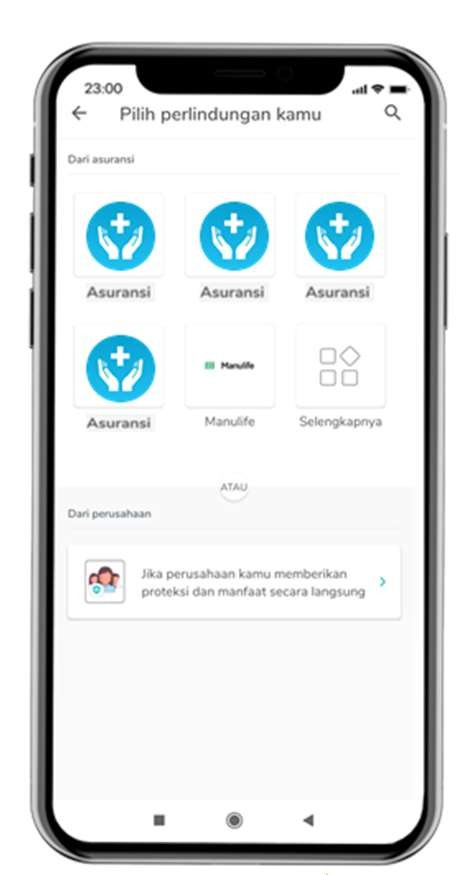 23:00
Pilih perlindungan kamu
Dari asuransi
Asuransi Asuransi Asuransi
Manulife
Asuransi Manulife Selengkapnya
ATAU
Dari perusahaan
Jika perusahaan kamu memberikan
proteksi dan manfaat secara langsung